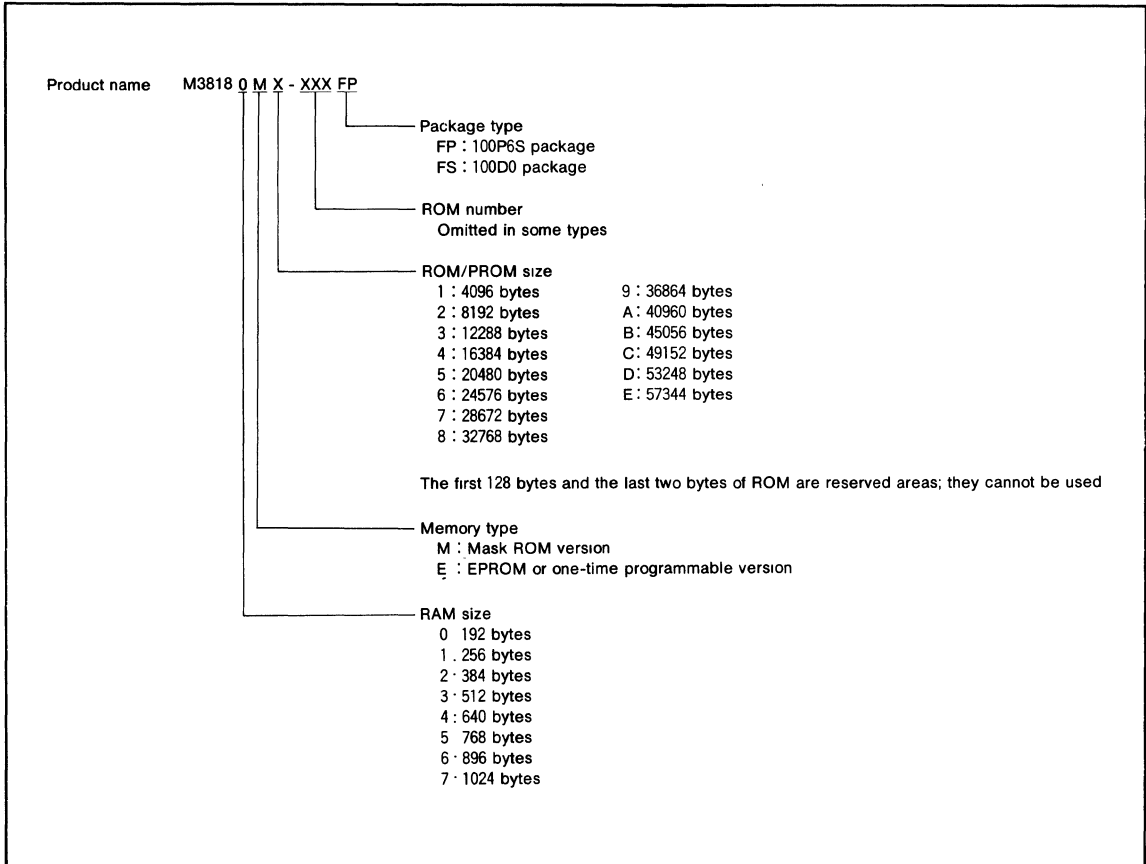 Product name M3818 0 M X - XXX FP
Package type
FP : 100P6S package
FS : 100D0 package
ROM number
Omitted in some types
ROM/PROM size
1 : 4096 bytes 9 : 36864 bytes
2 : 8192 bytes A : 40960 bytes
3 : 12288 bytes B : 45056 bytes
4 : 16384 bytes C : 49152 bytes
5 : 20480 bytes D : 53248 bytes
6 : 24576 bytes E : 57344 bytes
7 : 28672 bytes
8 : 32768 bytes
The first 128 bytes and the last two bytes of ROM are reserved areas; they cannot be used
Memory type
M : Mask ROM version
E : EPROM or one-time programmable version
RAM size
0 192 bytes
1 . 256 bytes
2 · 384 bytes
3 · 512 bytes
4 : 640 bytes
5 768 bytes
6 · 896 bytes
7 · 1024 bytes